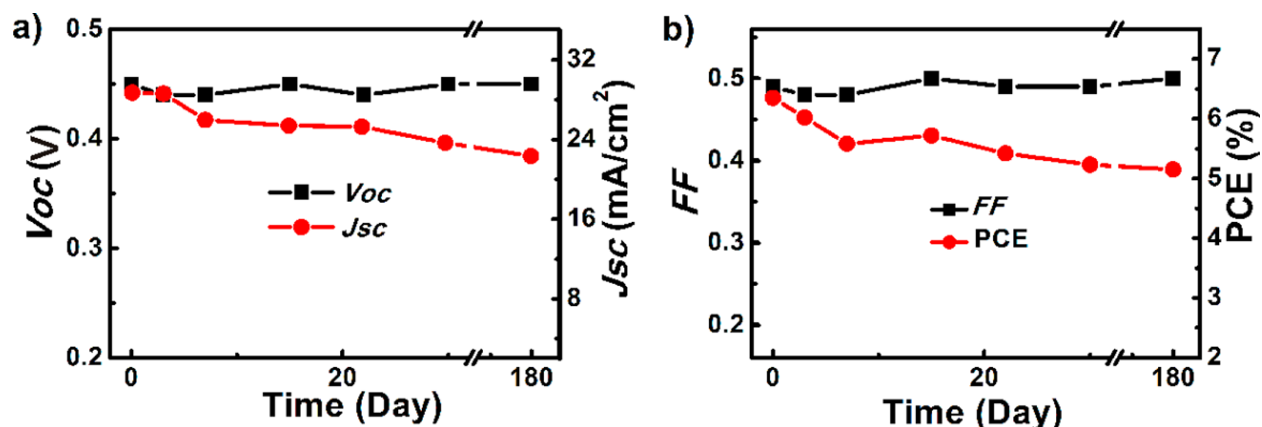 a)
0.5
0.4
0.3
0.2
Voc (V)
Voc
Jsc
32
24
16
8
Jsc (mA/cm²)
0
20
180
Time (Day)
b)
0.5
0.4
0.3
0.2
FF
FF
PCE
7
6
5
4
3
2
PCE (%)
0
20
180
Time (Day)